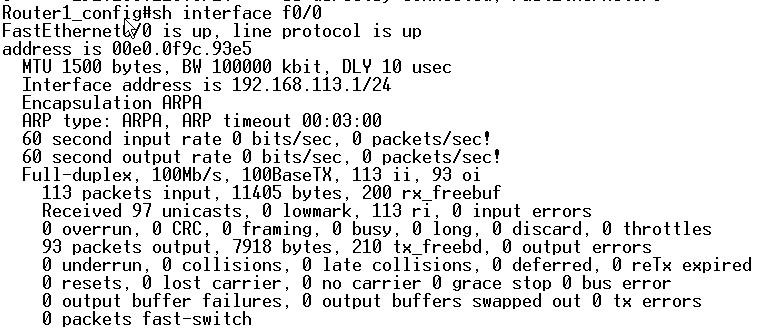 Router1_config#sh interface f0/0
FastEthernet0/0 is up, line protocol is up
address is 00e0.0f9c.93e5
MTU 1500 bytes, BW 100000 kbit, DLY 10 usec
Interface address is 192.168.113.1/24
Encapsulation ARPA
ARP type: ARPA, ARP timeout 00:03:00
60 second input rate 0 bits/sec, 0 packets/sec!
60 second output rate 0 bits/sec, 0 packets/sec!
Full-duplex, 100Mb/s, 100BaseTX, 113 ii, 93 oi
113 packets input, 11405 bytes, 200 rx_freebuf
Received 97 unicasts, 0 lowmark, 113 ri, 0 input errors
0 overrun, 0 CRC, 0 framing, 0 busy, 0 long, 0 discard, 0 throttles
93 packets output, 7918 bytes, 210 tx_freebd, 0 output errors
0 underrun, 0 collisions, 0 late collisions, 0 deferred, 0 reTx expired
0 resets, 0 lost carrier, 0 no carrier 0 grace stop 0 bus error
0 output buffer failures, 0 output buffers swapped out 0 tx errors
0 packets fast-switch